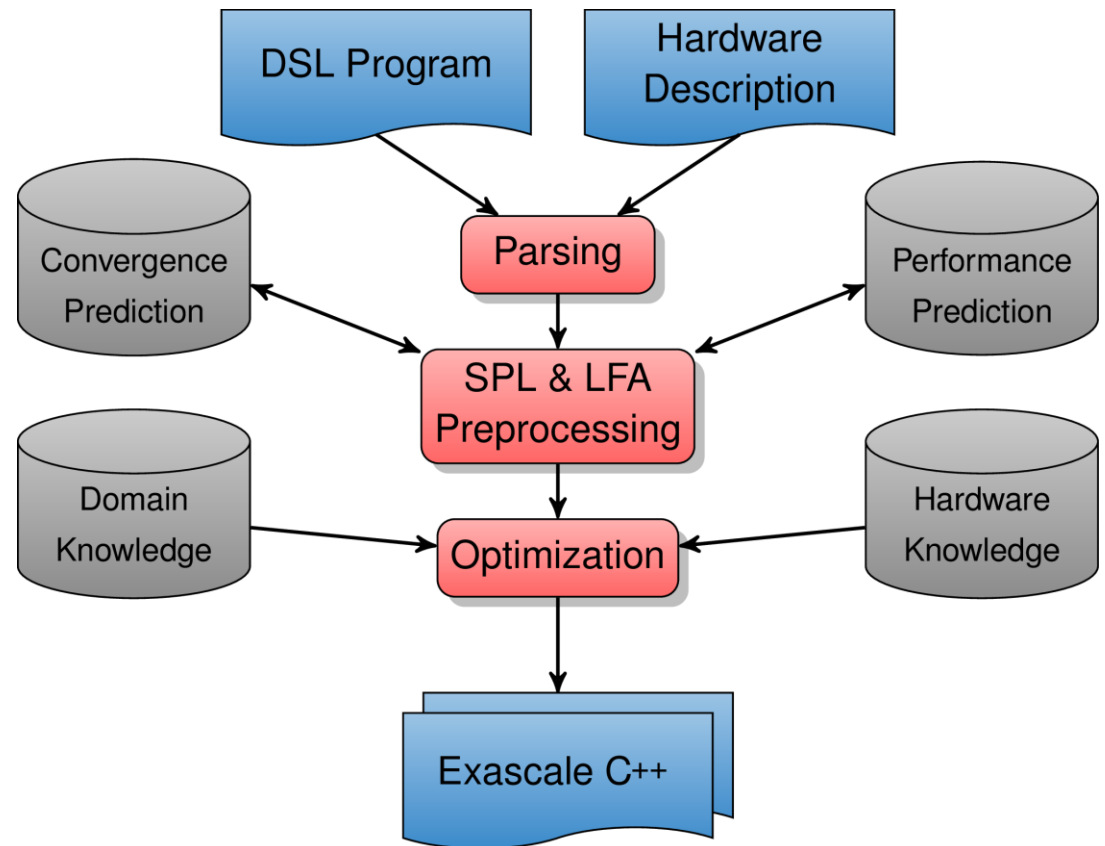 DSL Program
Hardware
Description
Parsing
Convergence
Prediction
Performance
Prediction
SPL & LFA
Preprocessing
Domain
Knowledge
Hardware
Knowledge
Optimization
Exascale C++